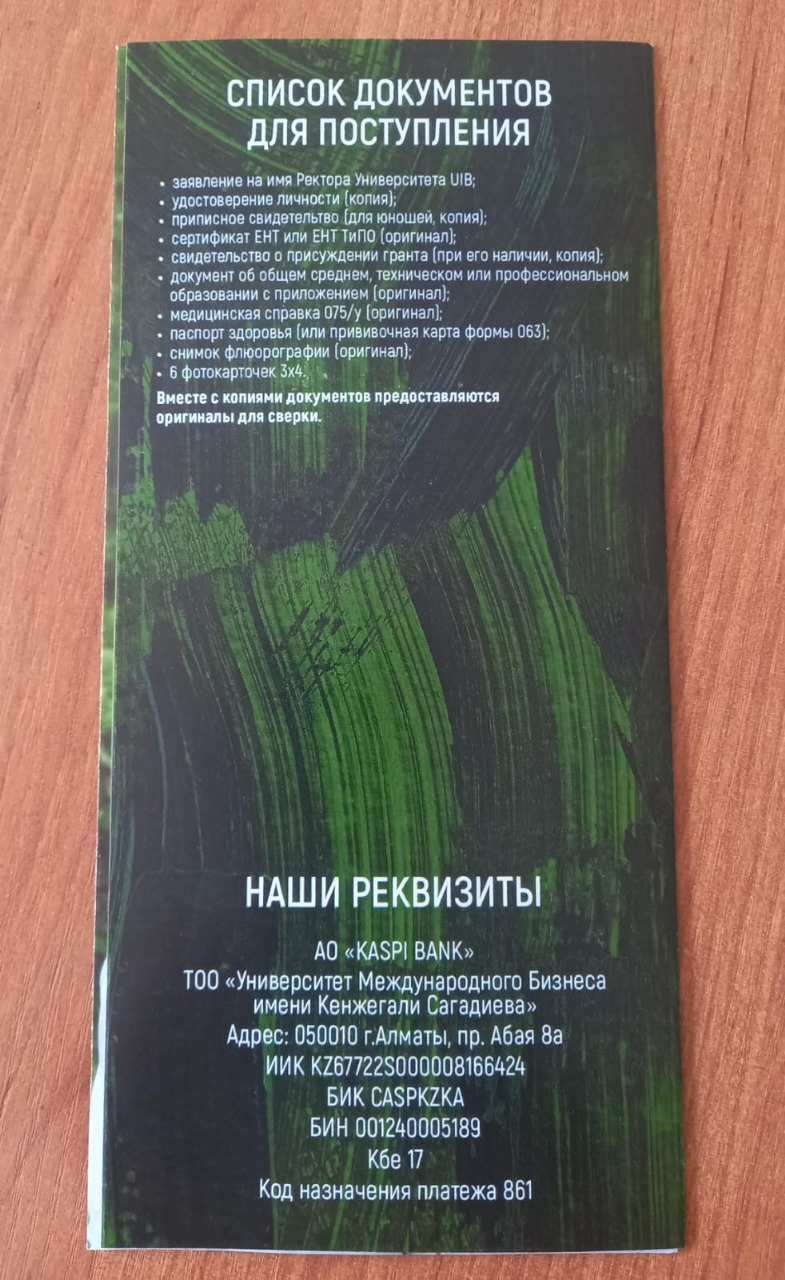 СПИСОК ДОКУМЕНТОВ
ДЛЯ ПОСТУПЛЕНИЯ
• заявление на имя Ректора Университета UIB;
• удостоверение личности (копия);
• приписное свидетельтво (для юношей, копия);
• сертификат ЕНТ или ЕНТ ТиПО (оригинал);
• свидетельство о присуждении гранта (при его наличии, копия);
• документ об общем среднем, техническом или профессиональном
образовании с приложением (оригинал);
• медицинская справка 075/у (оригинал);
• паспорт здоровья (или прививочная карта формы 063);
• снимок флюорографии (оригинал);
• 6 фотокарточек 3х4.
Вместе с копиями документов предоставляются
оригиналы для сверки.
НАШИ РЕКВИЗИТЫ
АО «KASPI BANK»
ТОО «Университет Международного Бизнеса
имени Кенжегали Сагадиева»
Адрес: 050010 г.Алматы, пр. Абая 8а
ИИК KZ67722S000008166424
БИК CASPKZKA
БИН 001240005189
Кбе 17
Код назначения платежа 861